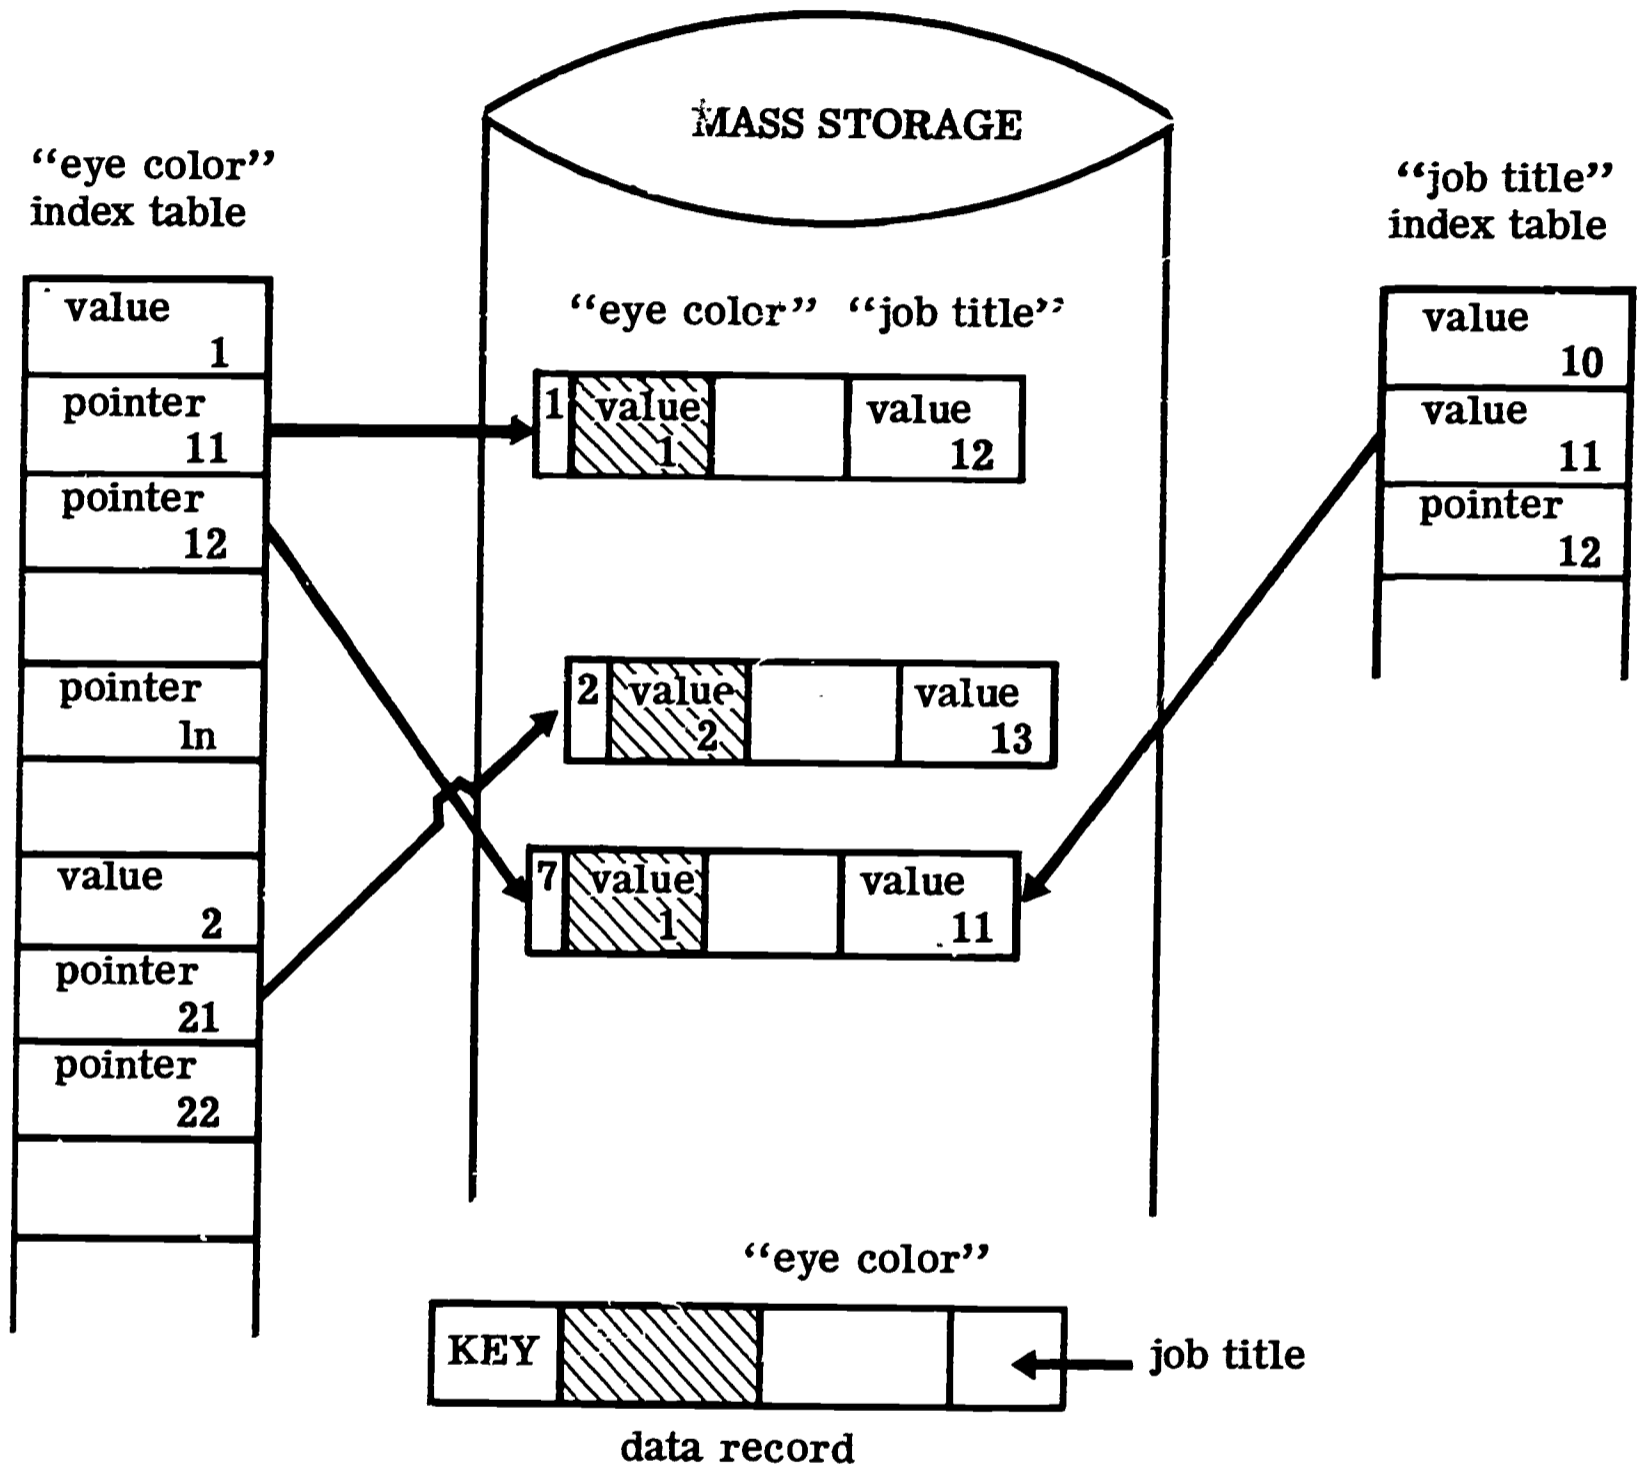 MASS STORAGE
“eye color”
index table
value
1
pointer
11
pointer
12
pointer
ln
value
2
pointer
21
pointer
22
“eye color” “job title”
1 value
1
value
12
2 value
2
value
13
7 value
1
value
11
“job title”
index table
value
10
value
11
pointer
12
“eye color”
KEY
job title
data record